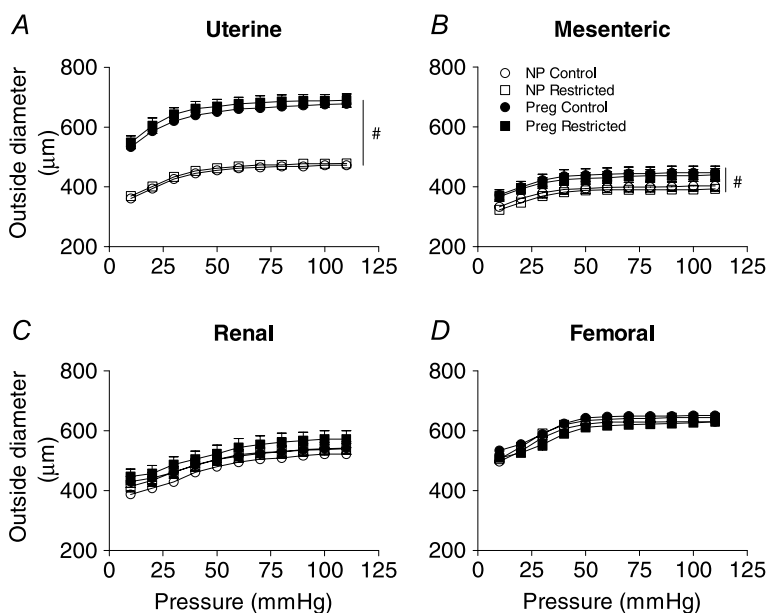 A Uterine
800
600
400
200
0 25 50 75 100 125
Outside diameter
(μm)
#
B Mesenteric
800
600
400
200
0 25 50 75 100 125
NP Control
NP Restricted
Preg Control
Preg Restricted
#
C Renal
800
600
400
200
0 25 50 75 100 125
Outside diameter
(μm)
Pressure (mmHg)
D Femoral
800
600
400
200
0 25 50 75 100 125
Pressure (mmHg)